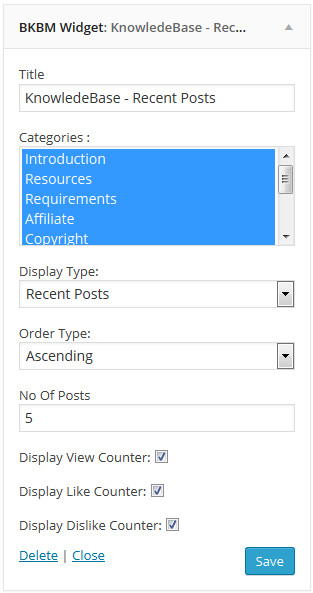 BKBM Widget: KnowledeBase - Rec...
Title
KnowledeBase - Recent Posts
Categories :
Introduction
Resources
Requirements
Affiliate
Copyright
Display Type:
Recent Posts
Order Type:
Ascending
No Of Posts
5
Display View Counter:
Display Like Counter:
Display Dislike Counter:
Delete | Close
Save